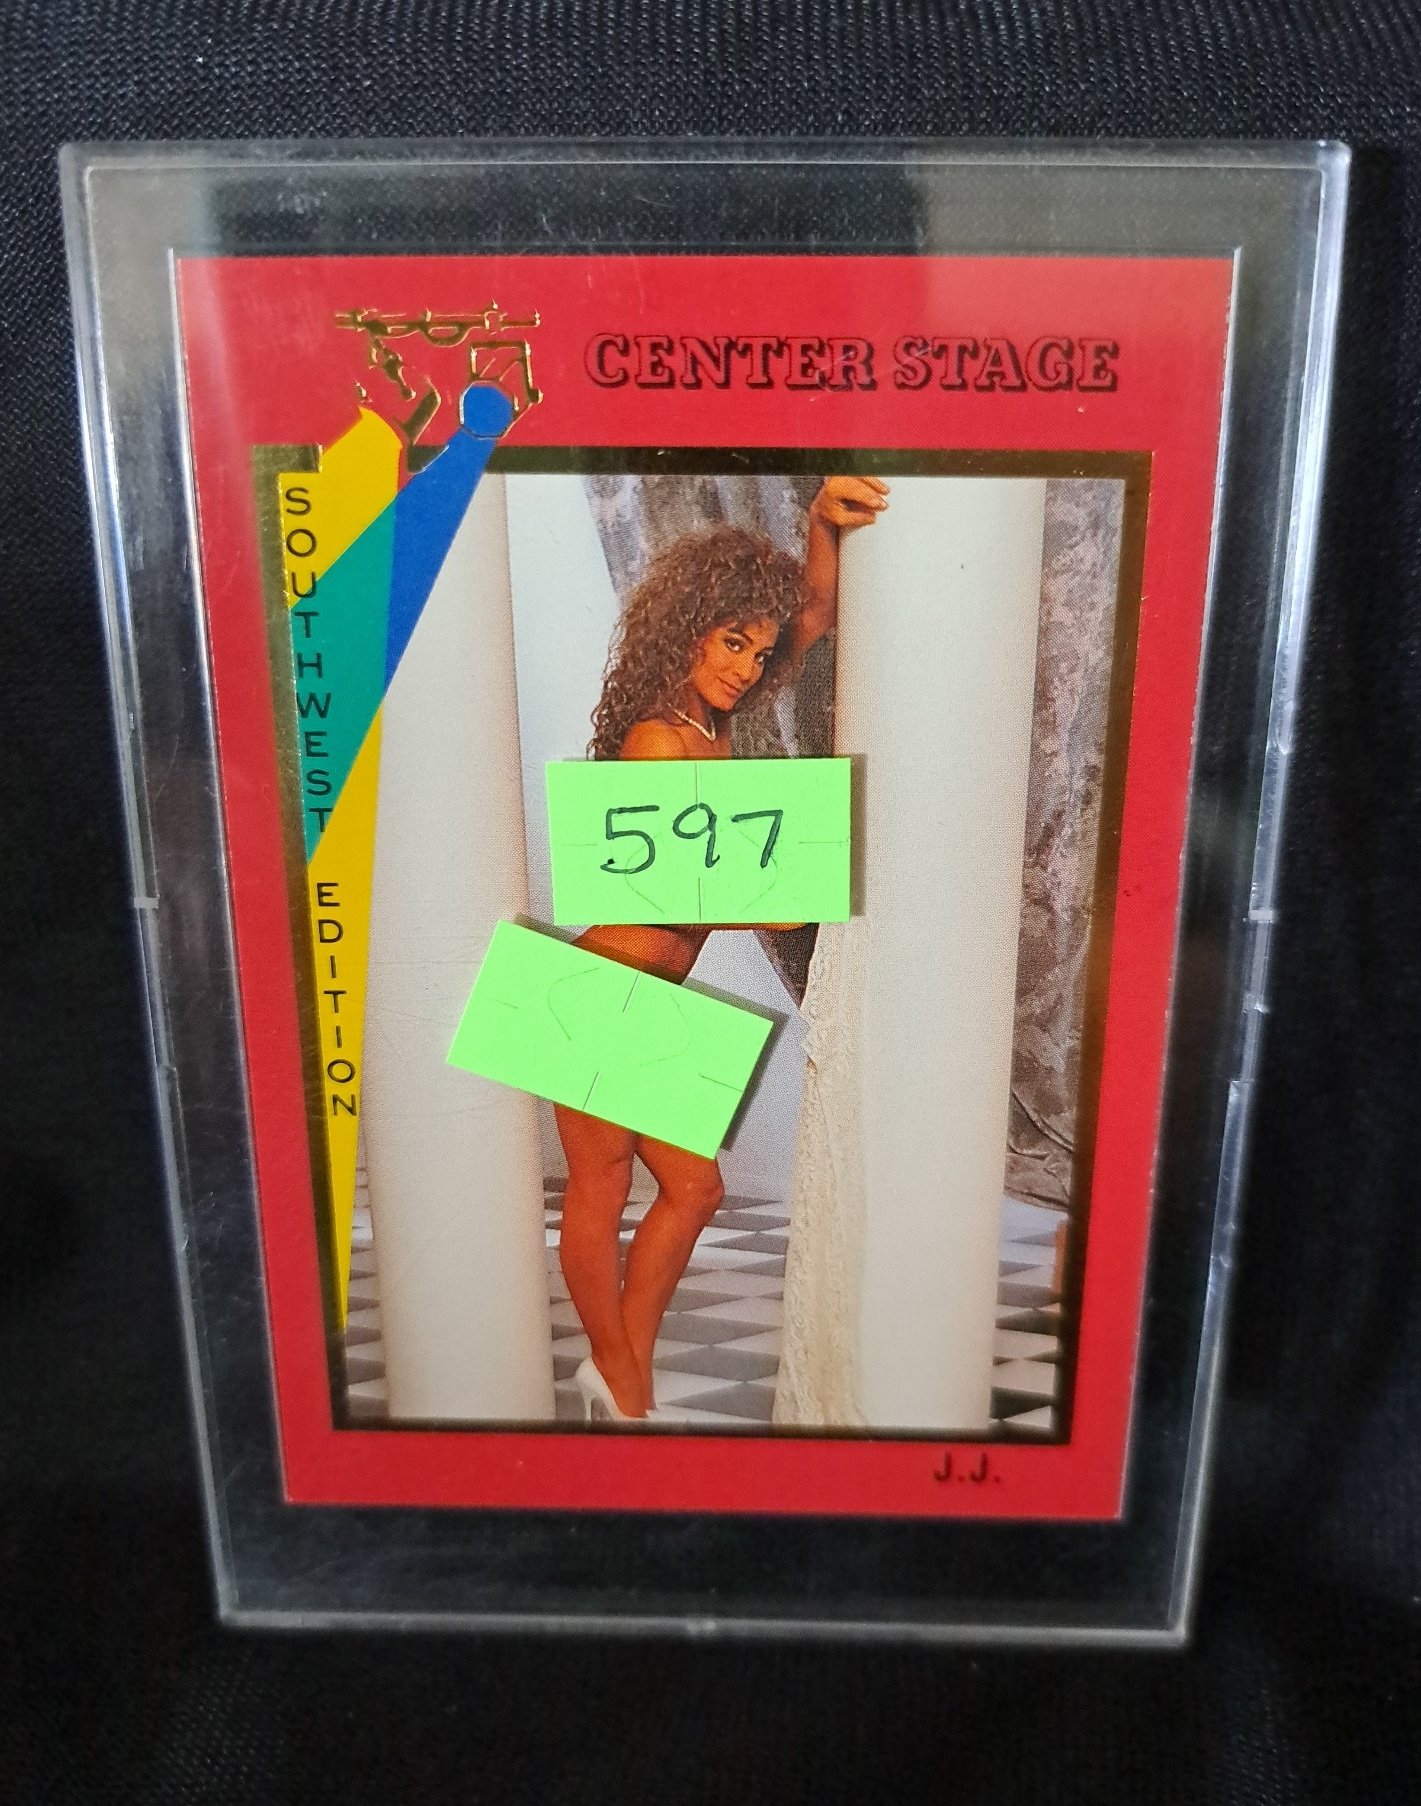 CENTER STAGE
SOUTHWEST EDITION
597
J.J.